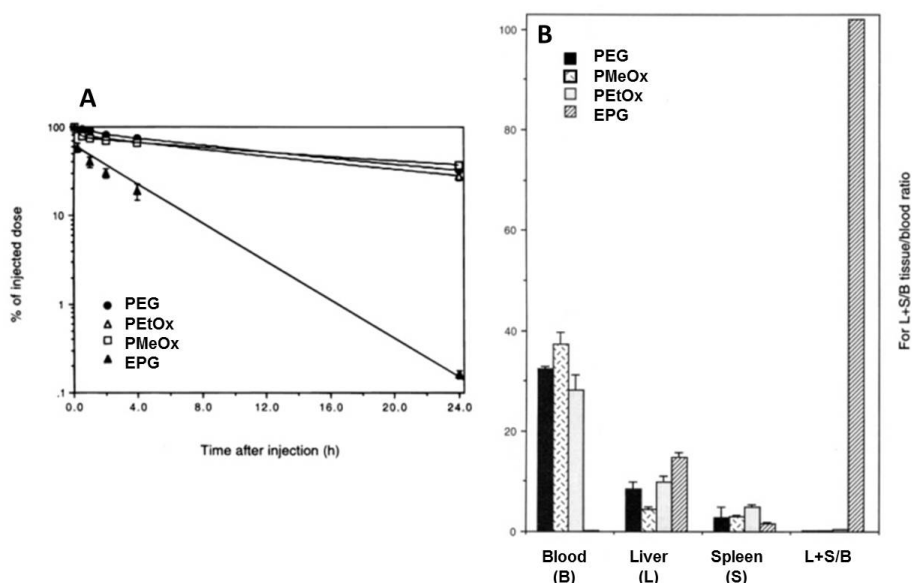 A
100
10
1
.1
% of injected dose
PEG
PEtOx
PMeOx
EPG
0.0 4.0 8.0 12.0 16.0 20.0 24.0
Time after injection (h)
B
PEG
PMeOx
PEtOx
EPG
100
80
60
40
20
0
For L+S/B tissue/blood ratio
Blood Liver Spleen L+S/B
(B) (L) (S)